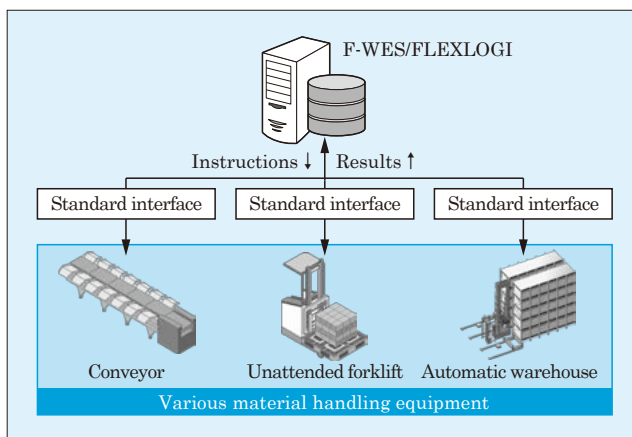 F-WES/FLEXLOGI
Instructions ↓ Results ↑
Standard interface Standard interface Standard interface
Conveyor Unattended forklift Automatic warehouse
Various material handling equipment